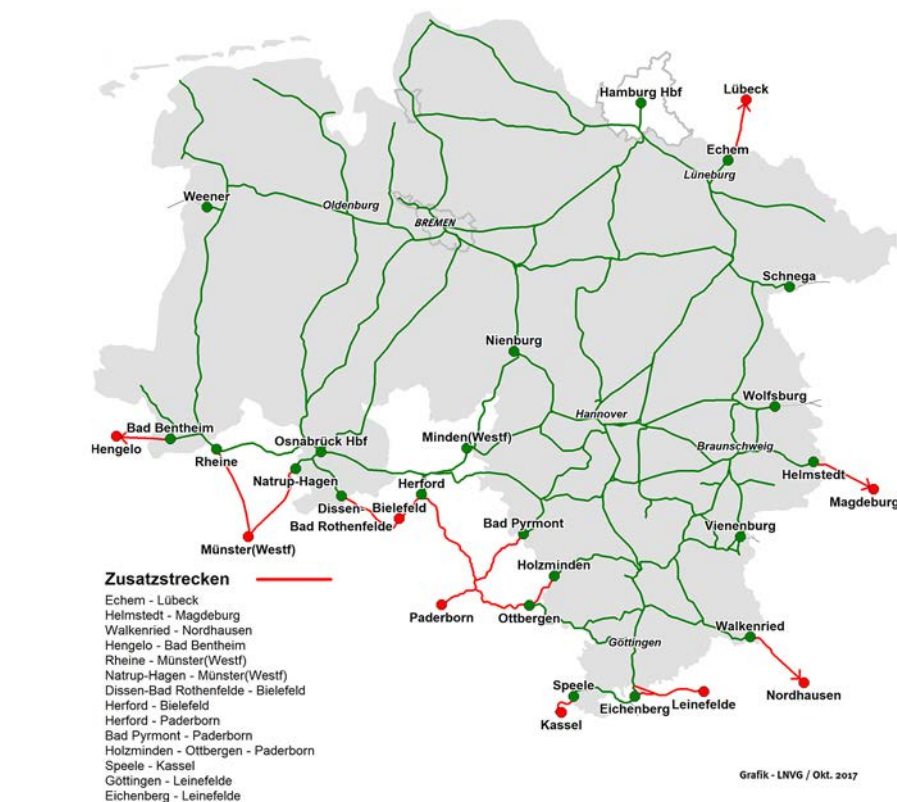 Hamburg Hbf
Lübeck
Echem
Lüneburg
Weener
Oldenburg
BREMEN
Schnega
Nienburg
Wolfsburg
Hannover
Bad Bentheim
Hengelo
Rheine
Osnabrück Hbf
Minden(Westf)
Braunschweig
Helmstedt
Magdeburg
Natrup-Hagen
Herford
Dissen-
Bad Rothenfelde
Bielefeld
Bad Pyrmont
Vienenburg
Münster(Westf)
Holzminden
Zusatzstrecken
Echem - Lübeck
Helmstedt - Magdeburg
Walkenried - Nordhausen
Hengelo - Bad Bentheim
Rheine - Münster(Westf)
Natrup-Hagen - Münster(Westf)
Dissen-Bad Rothenfelde - Bielefeld
Herford - Bielefeld
Herford - Paderborn
Bad Pyrmont - Paderborn
Holzminden - Ottbergen - Paderborn
Speele - Kassel
Göttingen - Leinefelde
Eichenberg - Leinefelde
Paderborn
Ottbergen
Göttingen
Walkenried
Speele
Kassel
Eichenberg
Leinefelde
Nordhausen
Grafik - LNVG / Okt. 2017